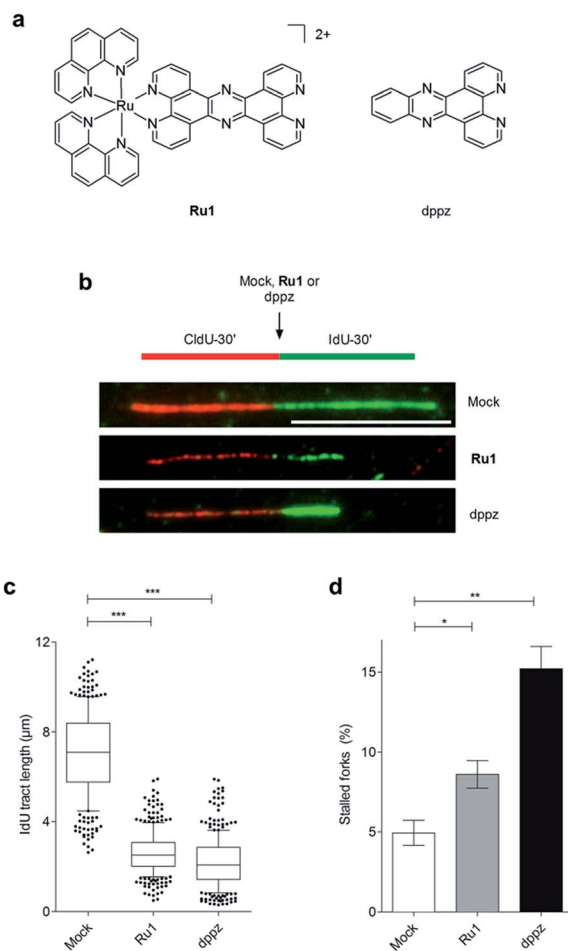 a
2+
N
N
N
N
N
N
Ru
N
N
N
N
N
N
N
N
Ru1
dppz
b
Mock, Ru1 or
dppz
CldU-30'
IdU-30'
Mock
Ru1
dppz
c
d
***
***
**
*
IdU tract length (µm)
12
8
4
0
Mock
Ru1
dppz
Stalled forks (%)
15
10
5
0
Mock
Ru1
dppz